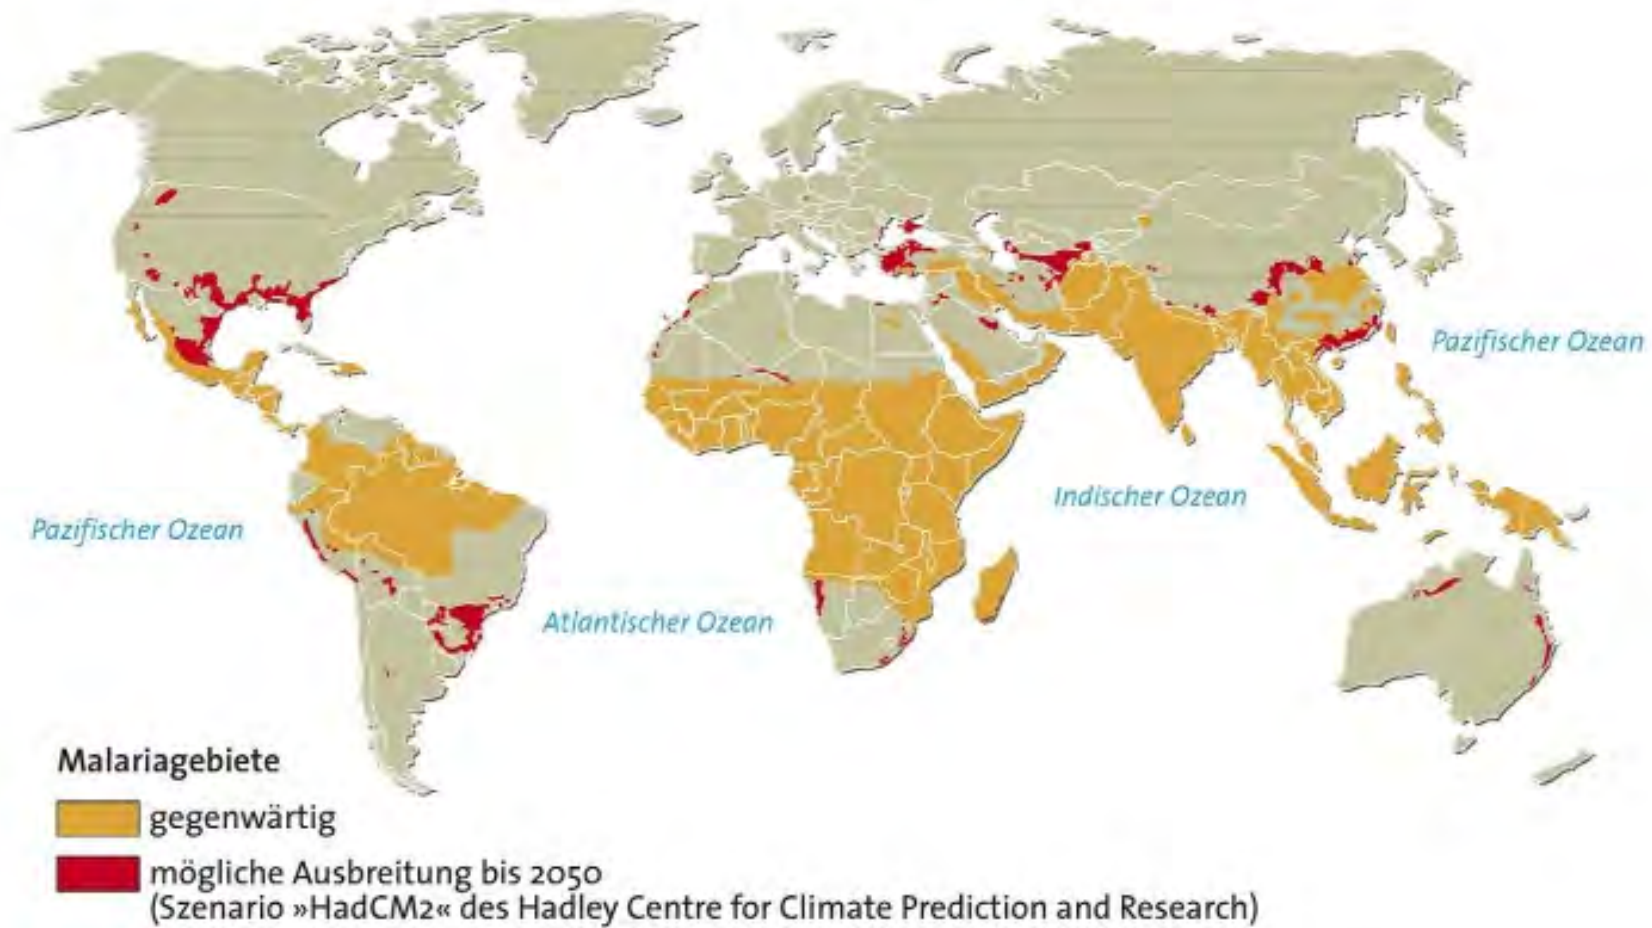 Pazifischer Ozean
Indischer Ozean
Pazifischer Ozean
Atlantischer Ozean
Malariagebiete
gegenwärtig
mögliche Ausbreitung bis 2050
(Szenario »HadCM2« des Hadley Centre for Climate Prediction and Research)